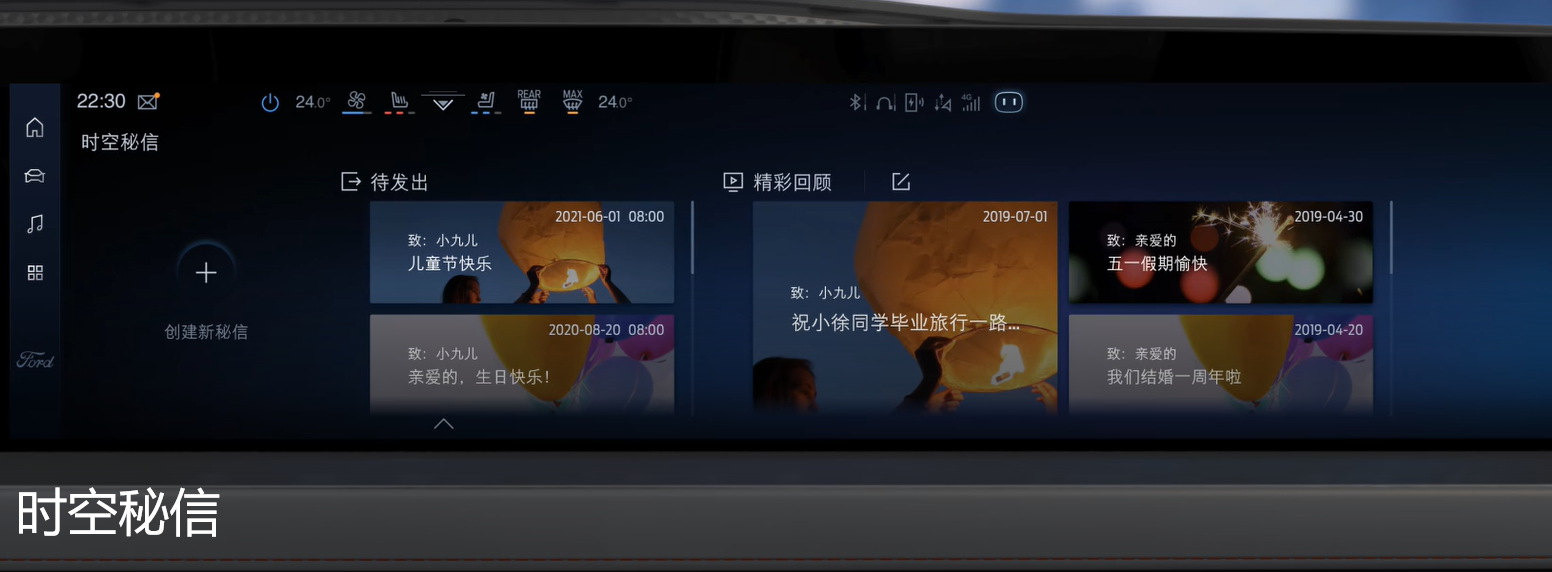 22:30
24.0°
REAR
MAX
24.0°
4G
时空秘信
待发出
精彩回顾
2021-06-01 08:00
致：小九儿
儿童节快乐
2020-08-20 08:00
致：小九儿
亲爱的，生日快乐！
2019-07-01
致：小九儿
祝小徐同学毕业旅行一路...
2019-04-30
致：亲爱的
五一假期愉快
2019-04-20
致：亲爱的
我们结婚一周年啦
创建新秘信
Ford
时空秘信